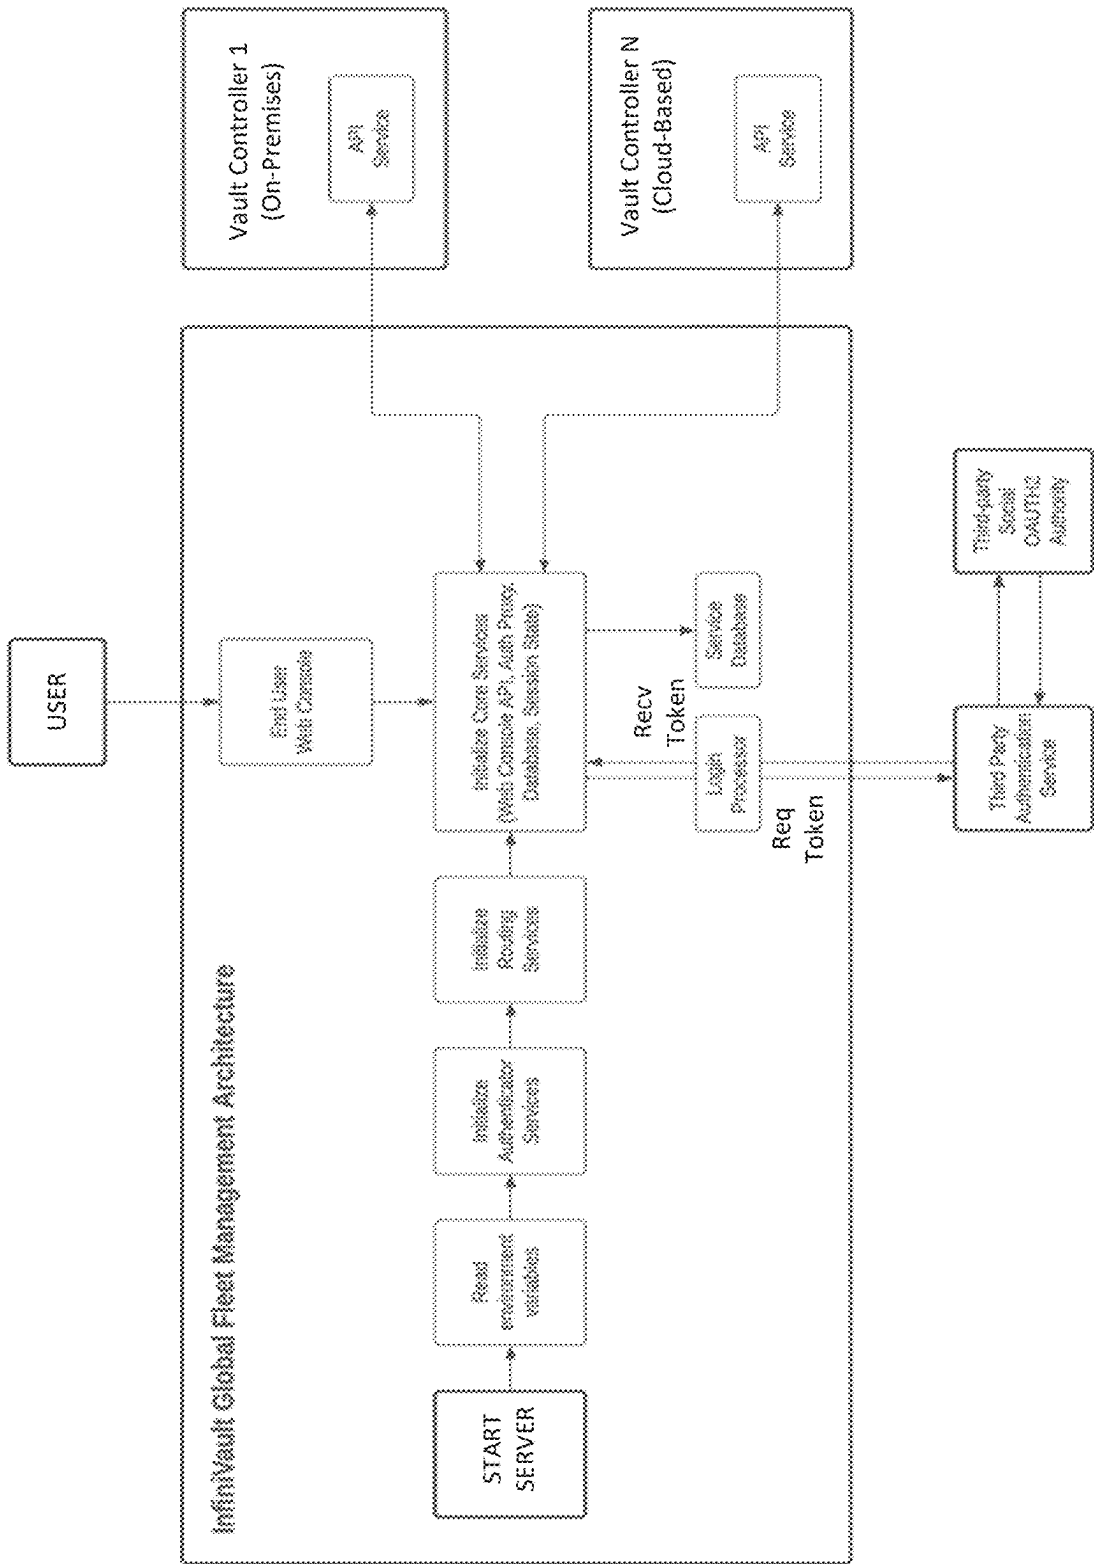 InfiniVault Global Fleet Management Architecture
USER
End User
Web Console
START
SERVER
Read
environment
variables
Initialize
Authenticator
Services
Initialize
Routing
Services
Initialize Core Services
(Web Console API, Auth Proxy,
Database, Session State)
Vault Controller 1
(On-Premises)
API
Service
Vault Controller N
(Cloud-Based)
API
Service
Recv
Token
Req
Token
Login
Processor
Service
Database
Third Party
Authentication
Service
Third-party
Social
OAUTH2
Authority